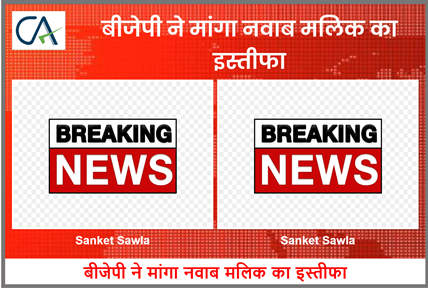 CA
बीजेपी ने मांगा नवाब मलिक का
इस्तीफा
BREAKING
NEWS
BREAKING
NEWS
Sanket Sawla
Sanket Sawla
बीजेपी ने मांगा नवाब मलिक का इस्तीफा